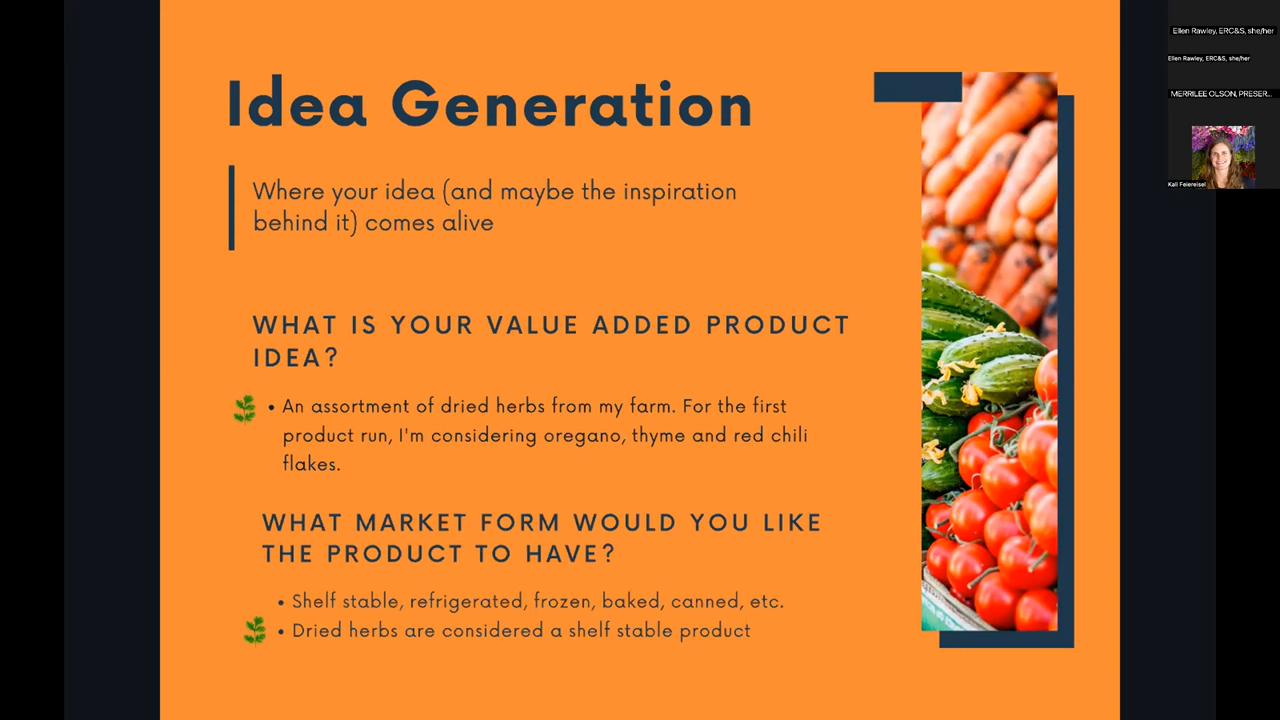 Idea Generation
Where your idea (and maybe the inspiration
behind it) comes alive
WHAT IS YOUR VALUE ADDED PRODUCT
IDEA?
• An assortment of dried herbs from my farm. For the first
product run, I'm considering oregano, thyme and red chili
flakes.
WHAT MARKET FORM WOULD YOU LIKE
THE PRODUCT TO HAVE?
• Shelf stable, refrigerated, frozen, baked, canned, etc.
• Dried herbs are considered a shelf stable product
Ellen Rawley, ERC&S, she/her
Ellen Rawley, ERC&S, she/her
MERRILEE OLSON, PRESER...
Kali Feiereisel